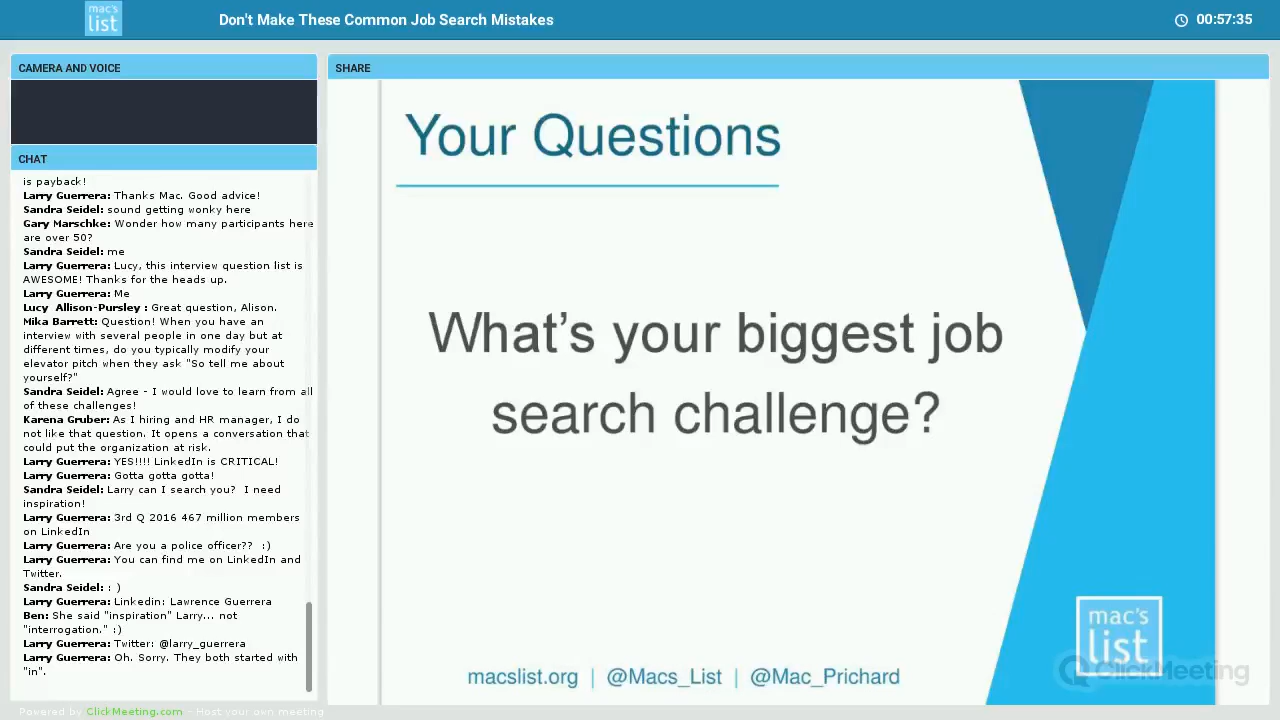 mac's
list
Don't Make These Common Job Search Mistakes
00:57:35
CAMERA AND VOICE
CHAT
is payback!
Larry Guerrera: Thanks Mac. Good advice!
Sandra Seidel: sound getting wonky here
Gary Marschke: Wonder how many participants here
are over 50?
Sandra Seidel: me
Larry Guerrera: Lucy, this interview question list is
AWESOME! Thanks for the heads up.
Larry Guerrera: Me
Lucy Allison-Pursley : Great question, Alison.
Mika Barrett: Question! When you have an
interview with several people in one day but at
different times, do you typically modify your
elevator pitch when they ask "So tell me about
yourself?"
Sandra Seidel: Agree - I would love to learn from all
of these challenges!
Karena Gruber: As I hiring and HR manager, I do
not like that question. It opens a conversation that
could put the organization at risk.
Larry Guerrera: YES!!!! LinkedIn is CRITICAL!
Larry Guerrera: Gotta gotta gotta!
Sandra Seidel: Larry can I search you? I need
inspiration!
Larry Guerrera: 3rd Q 2016 467 million members
on LinkedIn
Larry Guerrera: Are you a police officer?? :)
Larry Guerrera: You can find me on LinkedIn and
Twitter.
Sandra Seidel: : )
Larry Guerrera: Linkedin: Lawrence Guerrera
Ben: She said "inspiration" Larry... not
"interrogation." :)
Larry Guerrera: Twitter: @larry_guerrera
Larry Guerrera: Oh. Sorry. They both started with
"in".
SHARE
Your Questions
What's your biggest job
search challenge?
mac's
list
ClickMeeting
macslist.org | @Macs_List | @Mac_Prichard
Powered by ClickMeeting.com - Host your own meeting